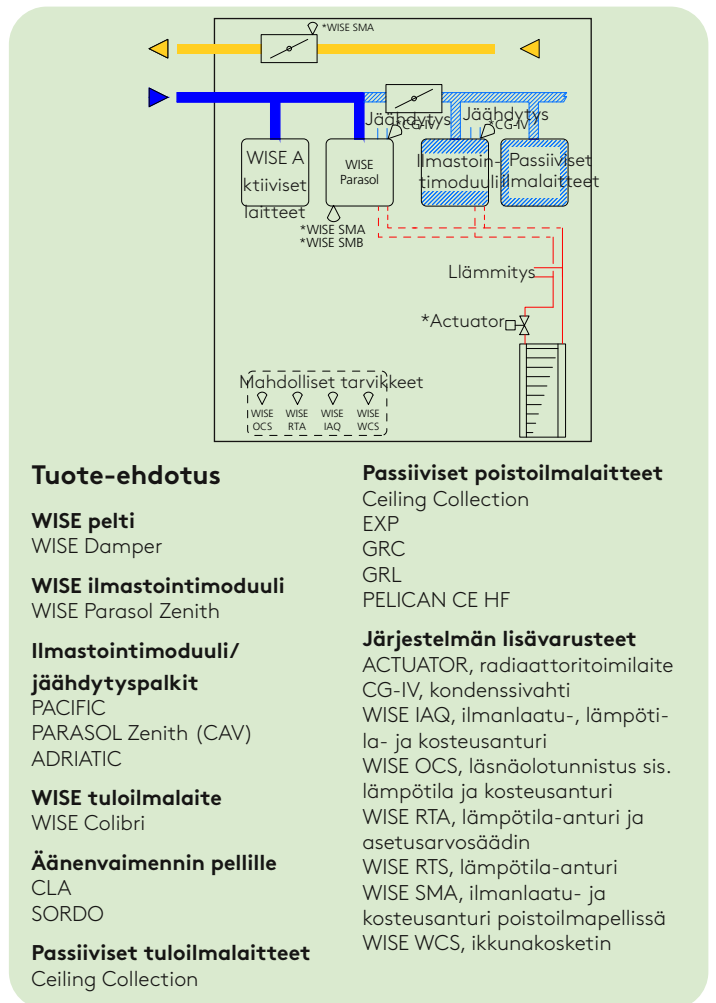 *WISE SMA
Jäähdytys
Jäähdytys
*CG-IV
*CG-IV
WISE A
ktiiviset
laitteet
WISE
Parasol
Ilmastoin-
timoduuli
Passiiviset
ilmalaitteet
*WISE SMA
*WISE SMB
Llämmitys
*Actuator
Mahdolliset tarvikkeet
WISE
OCS
WISE
RTA
WISE
IAQ
WISE
WCS
Tuote-ehdotus
WISE pelti
WISE Damper
WISE ilmastointimoduuli
WISE Parasol Zenith
Ilmastointimoduuli/
jäähdytyspalkit
PACIFIC
PARASOL Zenith (CAV)
ADRIATIC
WISE tuloilmalaite
WISE Colibri
Äänenvaimennin pellille
CLA
SORDO
Passiiviset tuloilmalaitteet
Ceiling Collection
Passiiviset poistoilmalaitteet
Ceiling Collection
EXP
GRC
GRL
PELICAN CE HF
Järjestelmän lisävarusteet
ACTUATOR, radiaattoritoimilaite
CG-IV, kondenssivahti
WISE IAQ, ilmanlaatu-, lämpöti-
la- ja kosteusanturi
WISE OCS, läsnäolotunnistus sis.
lämpötila ja kosteusanturi
WISE RTA, lämpötila-anturi ja
asetusarvosäädin
WISE RTS, lämpötila-anturi
WISE SMA, ilmanlaatu- ja
kosteusanturi poistoilmapellissä
WISE WCS, ikkunakosketin